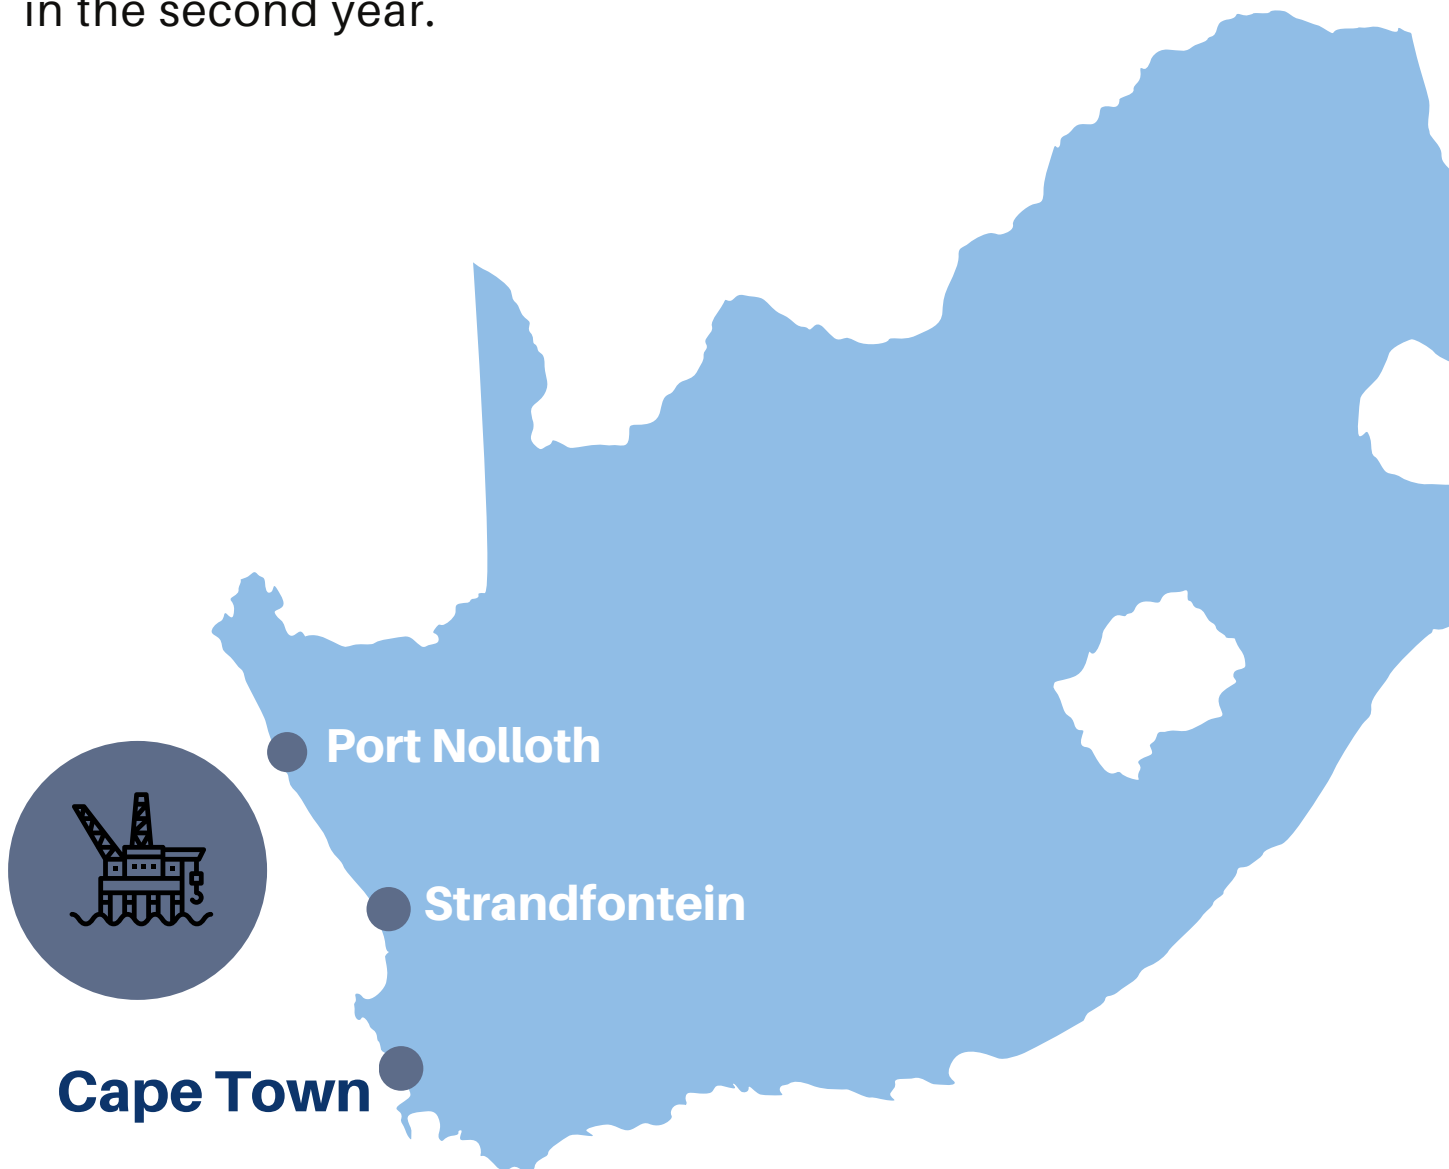 in the second year.
Port Nolloth
Strandfontein
Cape Town